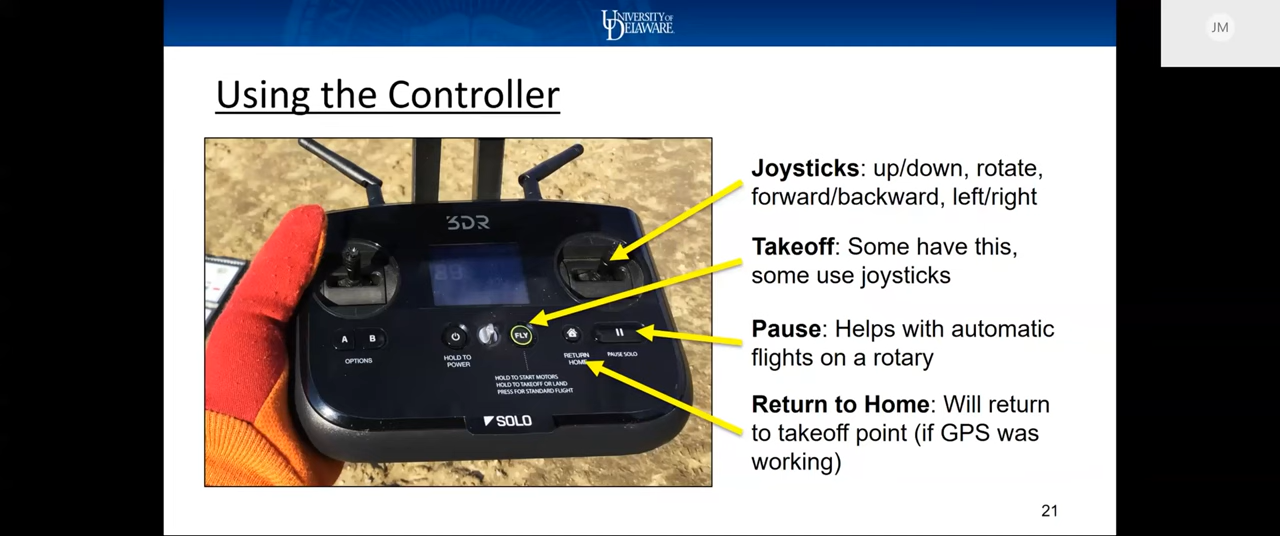 UNIVERSITY OF
DELAWARE
JM
Using the Controller
3DR
A
B
OPTIONS
HOLD TO
POWER
FLY
HOLD TO START MOTORS
HOLD TO TAKEOFF OR LAND
PRESS FOR STANDARD FLIGHT
RETURN
HOME
PAUSE SOLO
SOLO
Joysticks: up/down, rotate,
forward/backward, left/right
Takeoff: Some have this,
some use joysticks
Pause: Helps with automatic
flights on a rotary
Return to Home: Will return
to takeoff point (if GPS was
working)
21